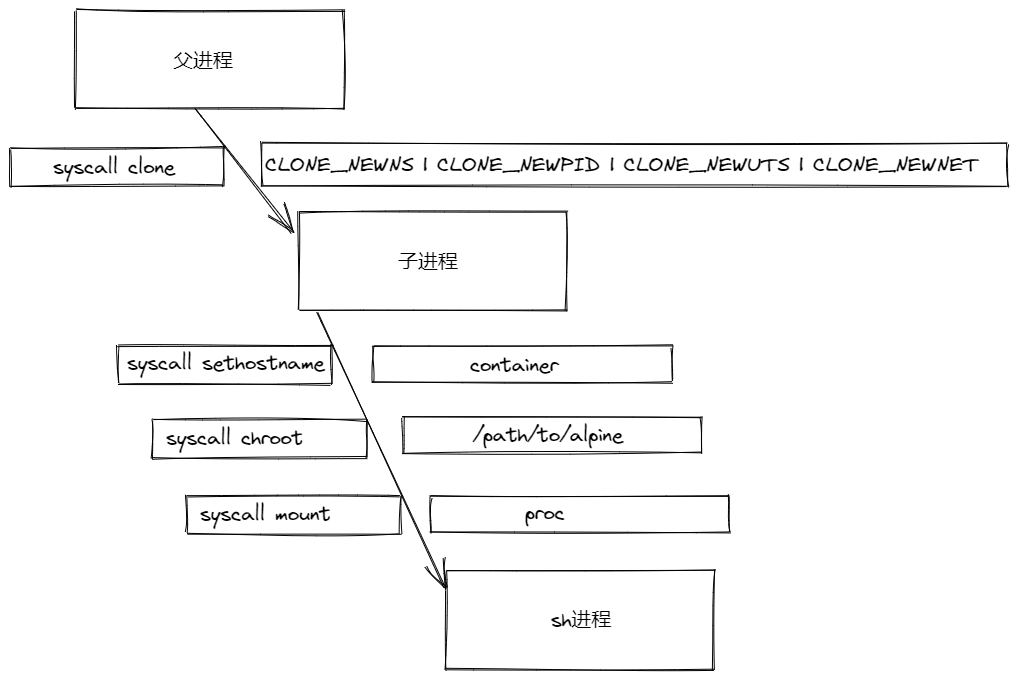 父进程
syscall clone
CLONE_NEWNS | CLONE_NEWPID | CLONE_NEWUTS | CLONE_NEWNET
子进程
syscall sethostname
container
syscall chroot
/path/to/alpine
syscall mount
proc
sh进程